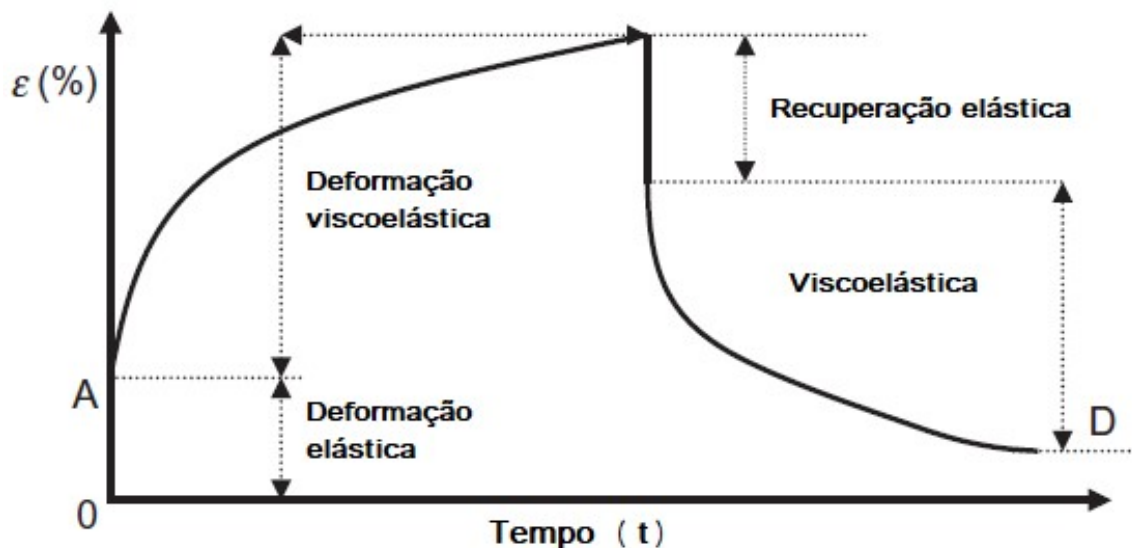 ε (%)
Recuperação elástica
Deformação
viscoelástica
Viscoelástica
A
Deformação
elástica
D
0
Tempo ( t )